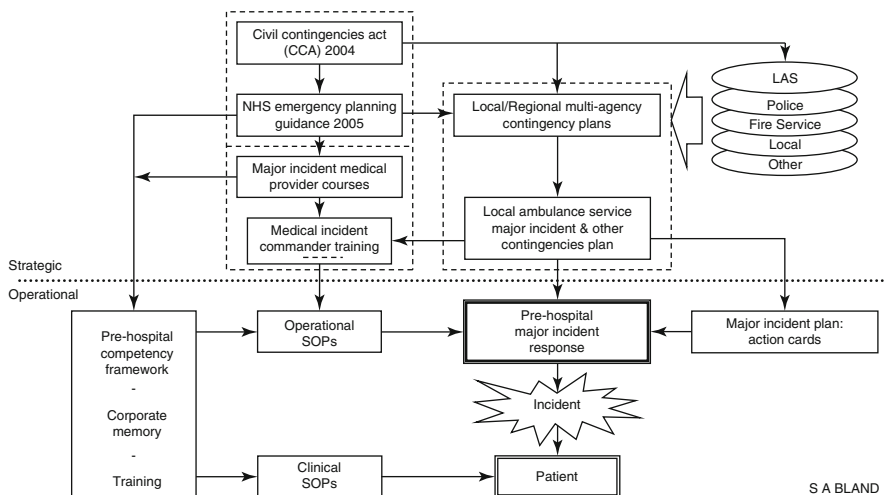 Civil contingencies act
(CCA) 2004
NHS emergency planning
guidance 2005
Major incident medical
provider courses
Medical incident
commander training
Local/Regional multi-agency
contingency plans
Local ambulance service
major incident & other
contingencies plan
LAS
Police
Fire Service
Local
Other
Strategic
Operational
Pre-hospital
competency
framework
-
Corporate
memory
-
Training
Operational
SOPs
Pre-hospital
major incident
response
Major incident plan:
action cards
Incident
Clinical
SOPs
Patient
S A BLAND